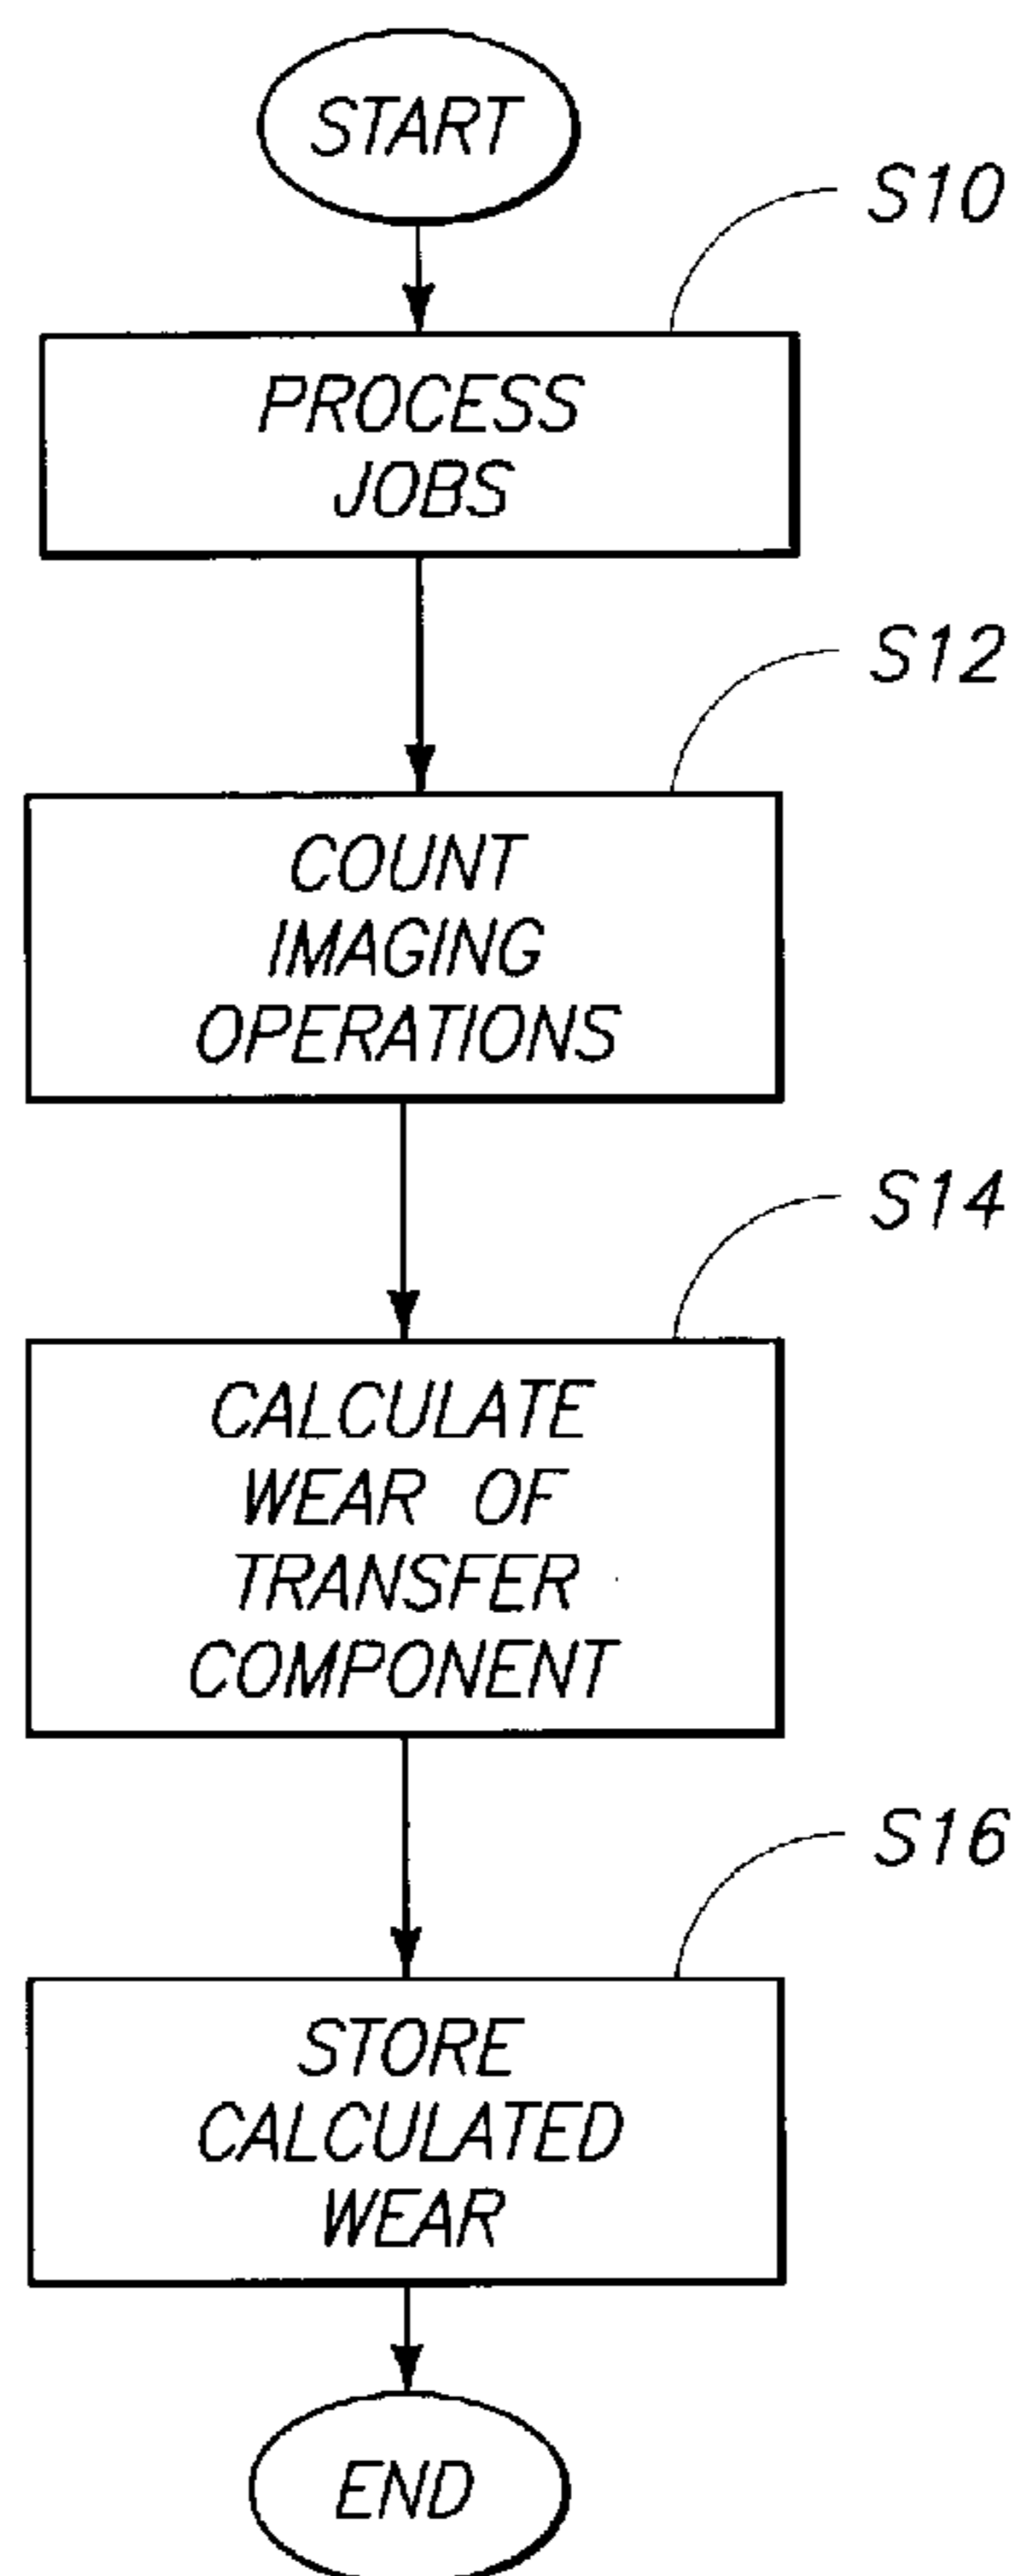 START
S10
PROCESS
JOBS
S12
COUNT
IMAGING
OPERATIONS
S14
CALCULATE
WEAR OF
TRANSFER
COMPONENT
S16
STORE
CALCULATED
WEAR
END